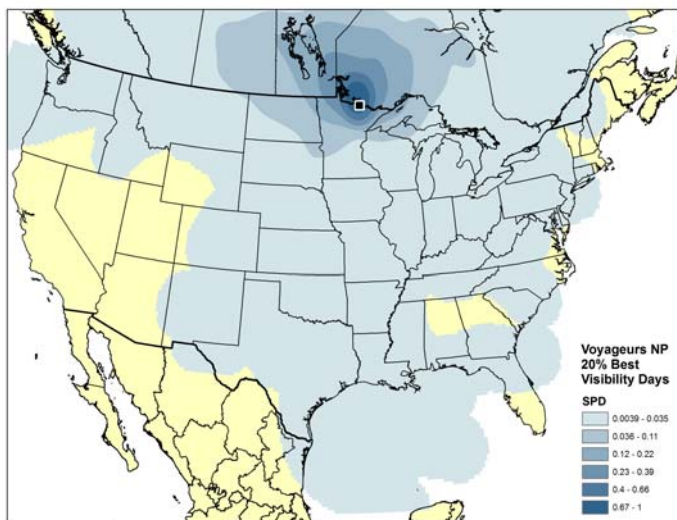 Voyageurs NP
20% Best
Visibility Days
SPD
0.0039 - 0.035
0.036 - 0.11
0.12 - 0.22
0.23 - 0.39
0.4 - 0.66
0.67 - 1